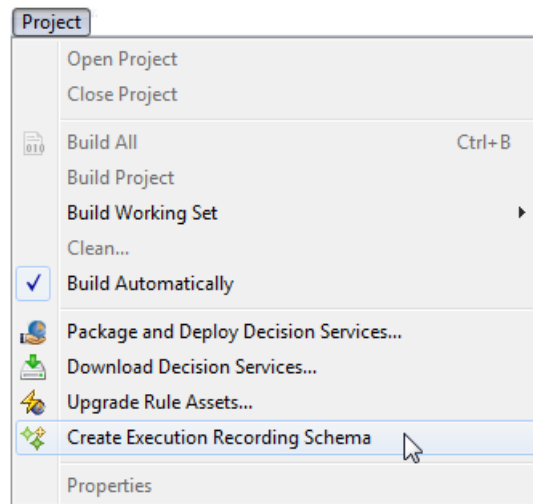 Project
Open Project
Close Project
Build All Ctrl+B
Build Project
Build Working Set
Clean...
Build Automatically
Package and Deploy Decision Services...
Download Decision Services...
Upgrade Rule Assets...
Create Execution Recording Schema
Properties